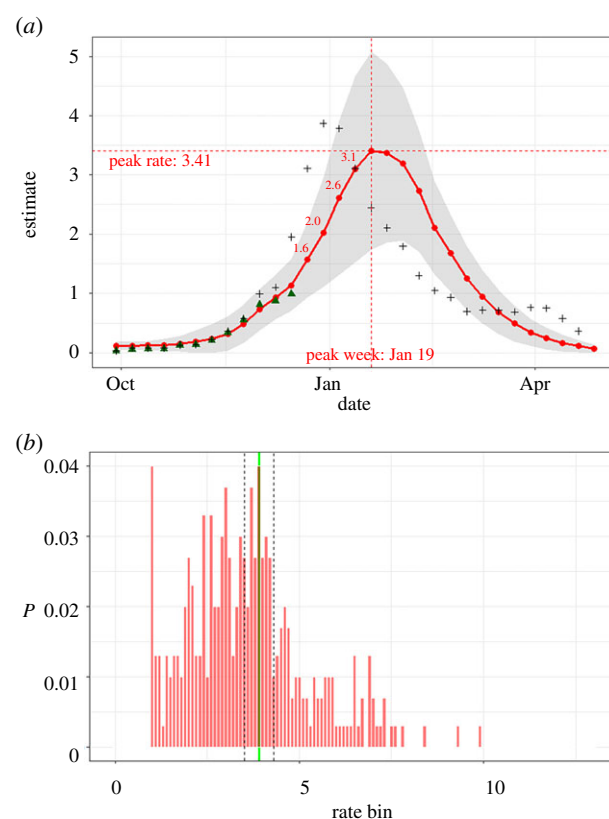 (a)
5
4
3
2
1
0
estimate
peak rate: 3.41
3.1
2.6
2.0
1.6
peak week: Jan 19
Oct
Jan
Apr
date
(b)
0.04
0.03
P 0.02
0.01
0
0
5
10
rate bin